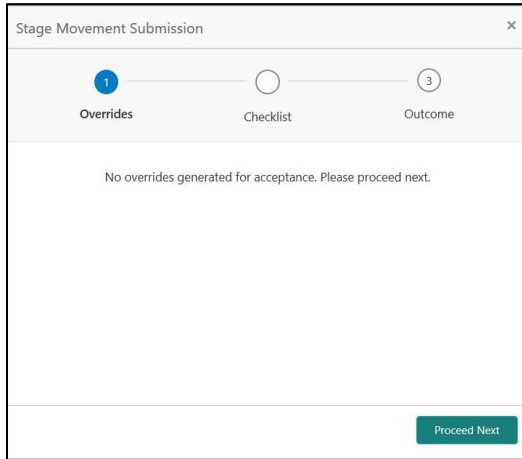 Stage Movement Submission ×
1 3
Overrides Checklist Outcome
No overrides generated for acceptance. Please proceed next.
Proceed Next